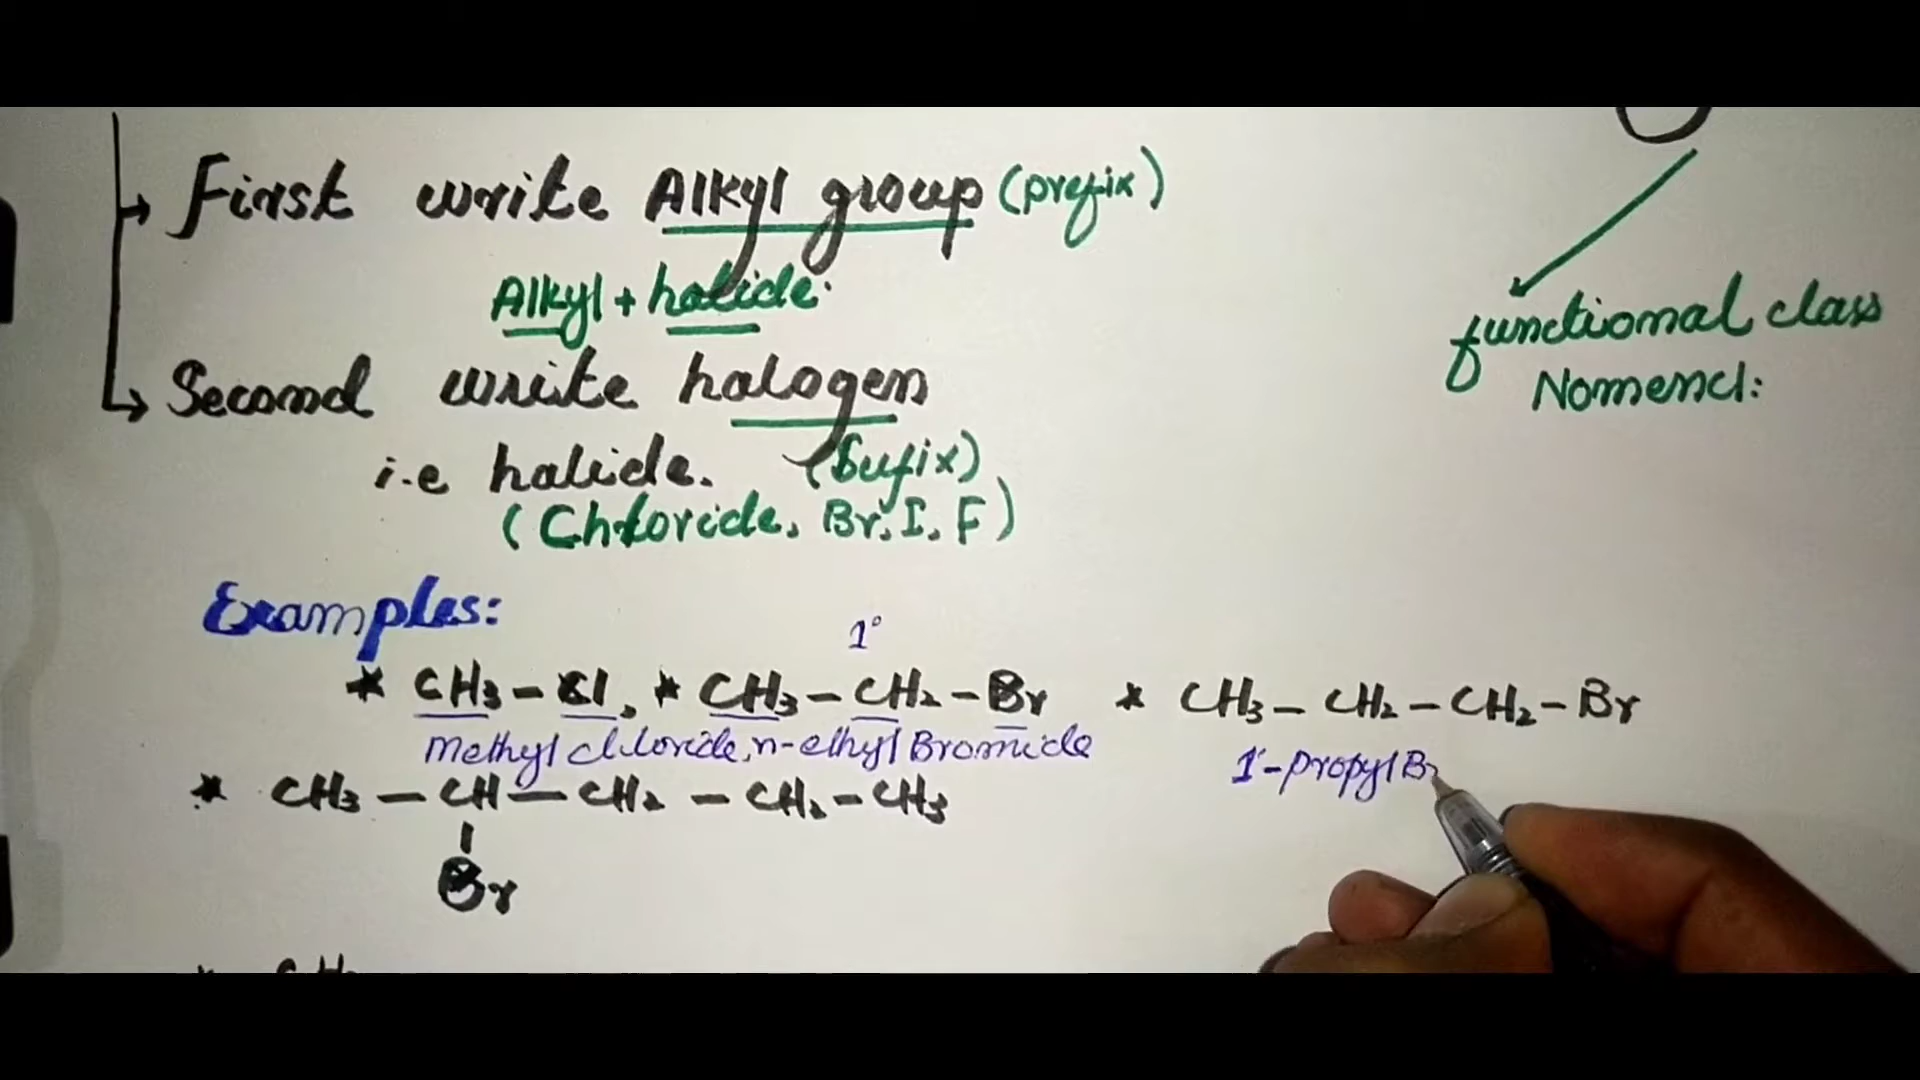 First write Alkyl group (prefix)
Alkyl + halide.
functional class
Nomencl:
Second write halogen
i.e halide. (Sufix)
(Chloride, Br, I, F)
Examples:
1°
* CH₃ – Cl, * CH₃ – CH₂ – Br * CH₃ – CH₂ – CH₂ – Br
Methyl chloride, n-ethyl Bromide
1°-propyl Br
* CH₃ – CH – CH₂ – CH₂ – CH₃
Br